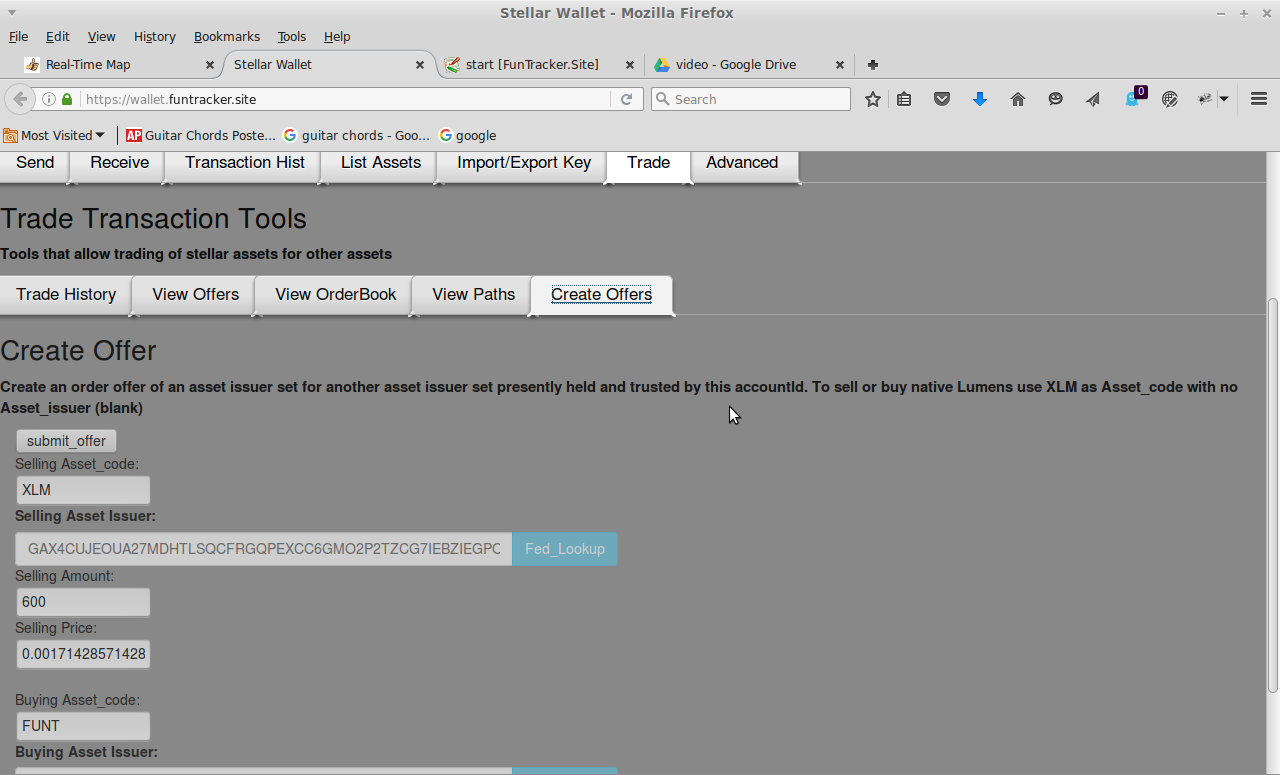 Stellar Wallet - Mozilla Firefox
File Edit View History Bookmarks Tools Help
Real-Time Map Stellar Wallet start [FunTracker.Site] video - Google Drive
https://wallet.funtracker.site Search 0
Most Visited AP Guitar Chords Poste... guitar chords - Goo... google
Send Receive Transaction Hist List Assets Import/Export Key Trade Advanced
Trade Transaction Tools
Tools that allow trading of stellar assets for other assets
Trade History View Offers View OrderBook View Paths Create Offers
Create Offer
Create an order offer of an asset issuer set for another asset issuer set presently held and trusted by this accountId. To sell or buy native Lumens use XLM as Asset_code with no
Asset_issuer (blank)
submit_offer
Selling Asset_code:
XLM
Selling Asset Issuer:
GAX4CUJEOUA27MDHTLSQCFRGQPEXCC6GMO2P2TZCG7IEBZIEGPC Fed_Lookup
Selling Amount:
600
Selling Price:
0.00171428571428
Buying Asset_code:
FUNT
Buying Asset Issuer: